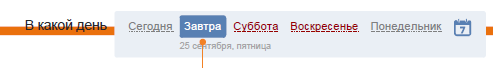 В какой день Сегодня Завтра Суббота Воскресенье Понедельник 7
25 сентября, пятница